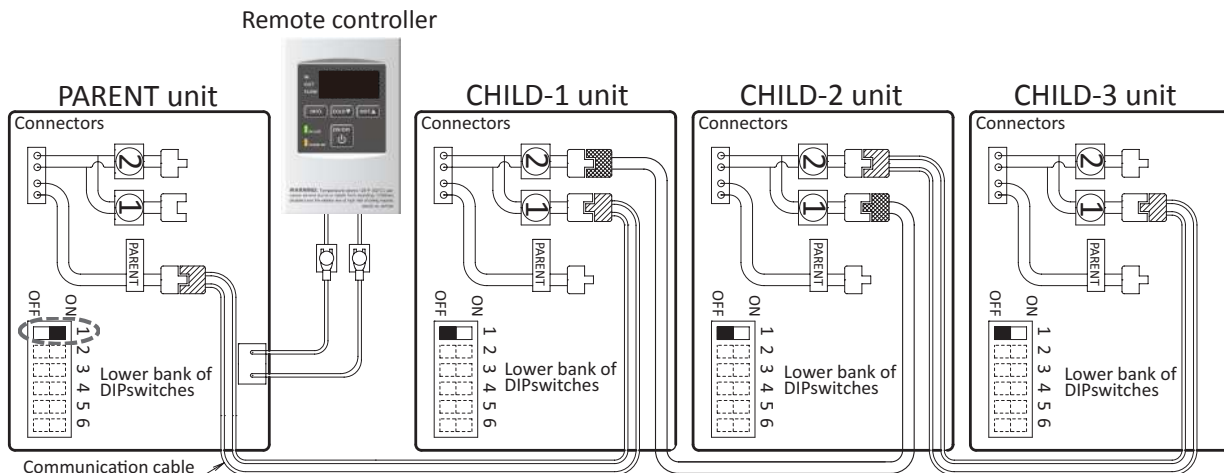 Remote controller
PARENT unit
CHILD-1 unit
CHILD-2 unit
CHILD-3 unit
Connectors
2
1
PARENT
OFF
ON
1
2
3
4
5
6
Lower bank of
DIPswitches
Communication cable
Connectors
2
1
PARENT
OFF
ON
1
2
3
4
5
6
Lower bank of
DIPswitches
Connectors
2
1
PARENT
OFF
ON
1
2
3
4
5
6
Lower bank of
DIPswitches
Connectors
2
1
PARENT
OFF
ON
1
2
3
4
5
6
Lower bank of
DIPswitches